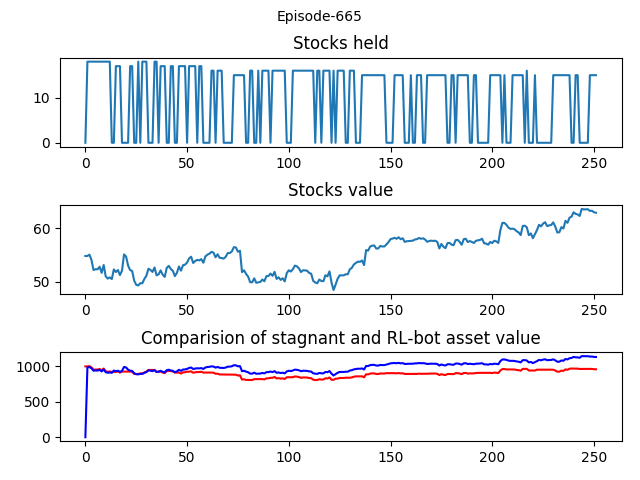 Episode-665
Stocks held
10
0
0 50 100 150 200 250
Stocks value
60
50
0 50 100 150 200 250
Comparision of stagnant and RL-bot asset value
1000
500
0
0 50 100 150 200 250